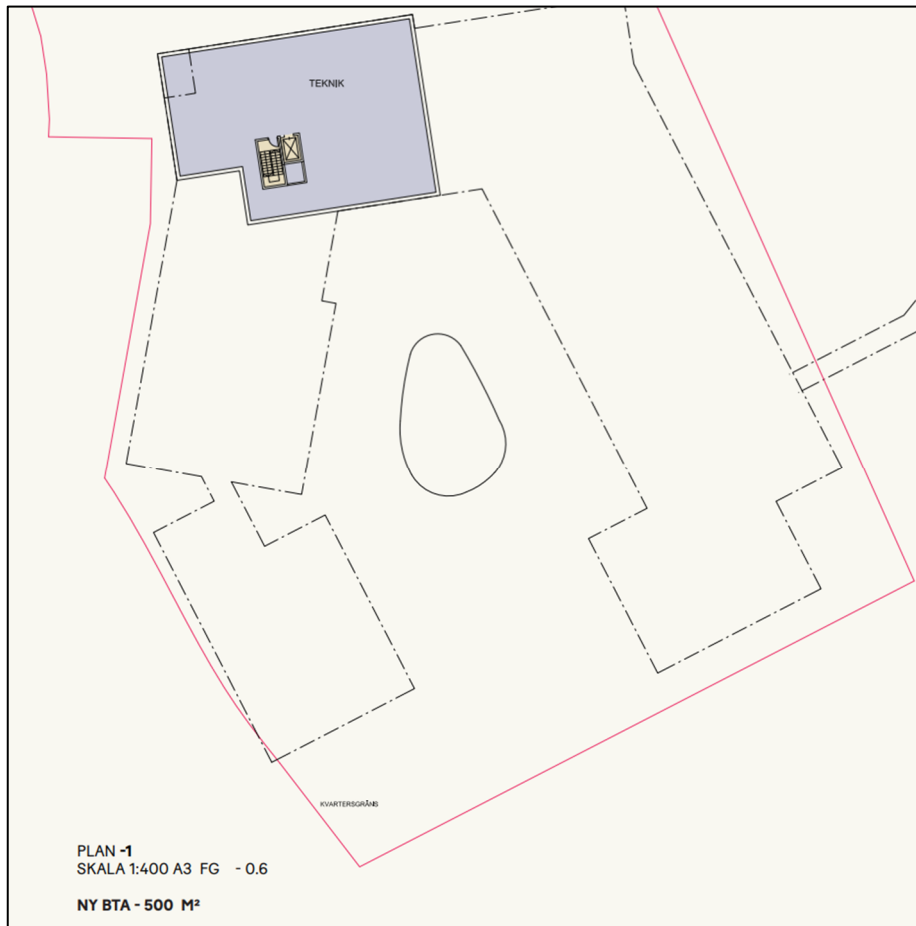 TEKNIK
KVARTERSGRÄNS
PLAN -1
SKALA 1:400 A3 FG - 0.6
NY BTA - 500 M²